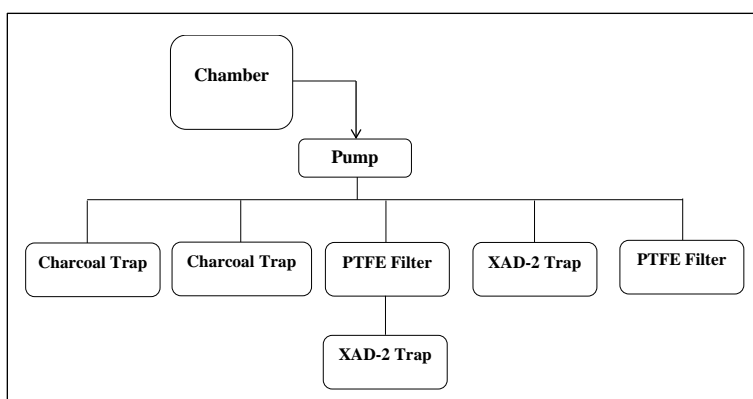 Chamber
Pump
Charcoal Trap
Charcoal Trap
PTFE Filter
XAD-2 Trap
PTFE Filter
XAD-2 Trap